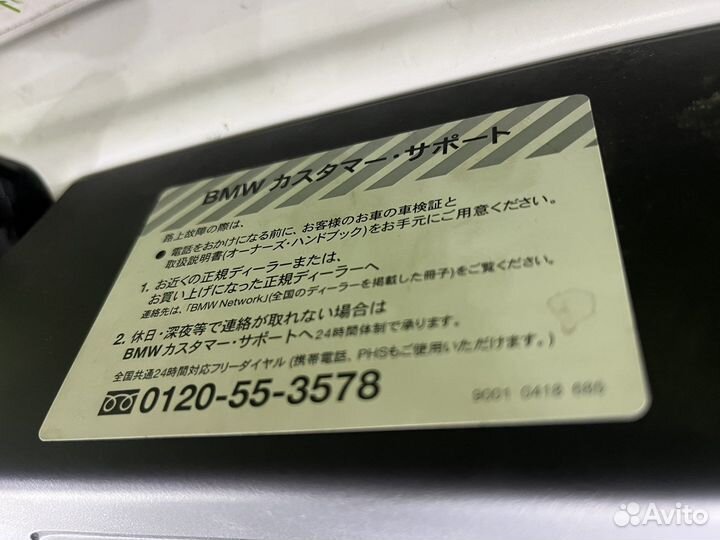 BMW カスタマー・サポート
路上故障の際は、
● 電話をおかけになる前に、お客様のお車の車検証と
取扱説明書(オーナーズ・ハンドブック)をお手元にご用意ください。
1. お近くの正規ディーラーまたは、
お買い上げになった正規ディーラーへ
連絡先は、「BMW Network」(全国のディーラーを掲載した冊子)をご覧ください。
2. 休日・深夜等で連絡が取れない場合は
BMWカスタマー・サポートへ24時間体制で承ります。
全国共通24時間対応フリーダイヤル (携帯電話、PHSもご使用いただけます。)
0120-55-3578
9001 0418 685
Avito